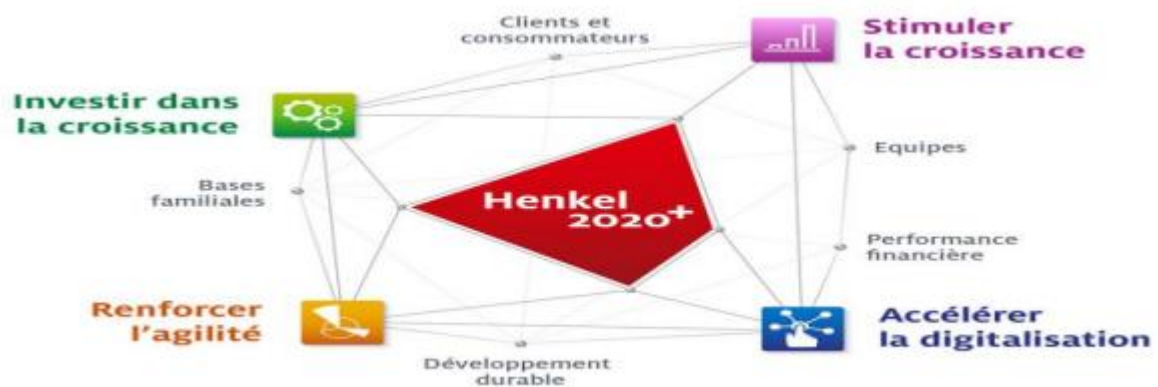 Clients et
consommateurs
Stimuler
la croissance
Investir dans
la croissance
Equipes
Bases
familiales
Henkel
2020+
Performance
financière
Renforcer
l'agilité
Accélérer
la digitalisation
Développement
durable